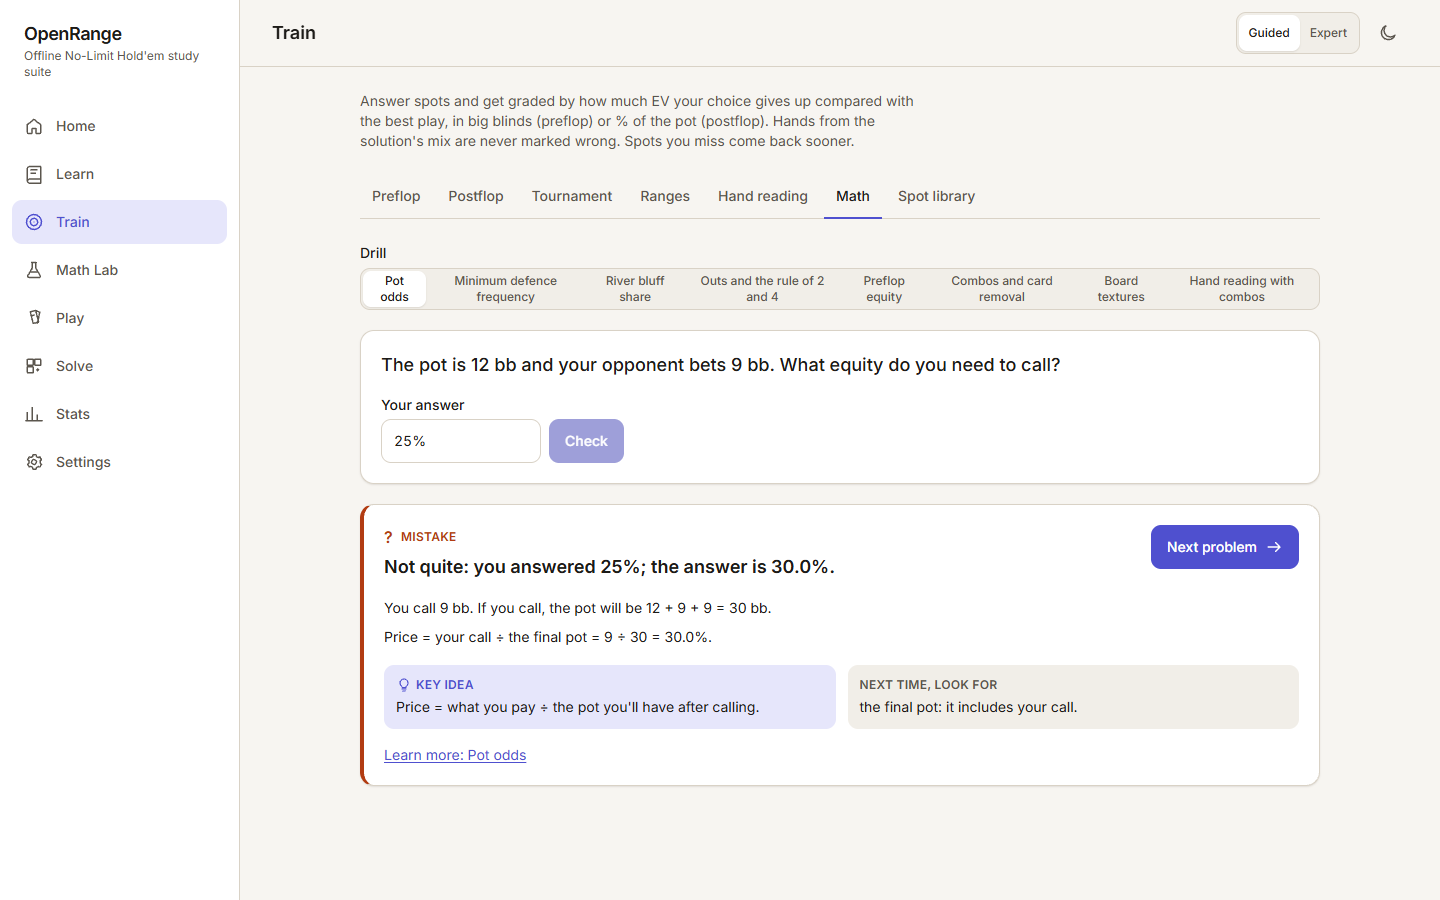 OpenRange
Offline No-Limit Hold'em study
suite
Home
Learn
Train
Math Lab
Play
Solve
Stats
Settings
Train
Guided
Expert
Answer spots and get graded by how much EV your choice gives up compared with
the best play, in big blinds (preflop) or % of the pot (postflop). Hands from the
solution's mix are never marked wrong. Spots you miss come back sooner.
Preflop
Postflop
Tournament
Ranges
Hand reading
Math
Spot library
Drill
Pot
odds
Minimum defence
frequency
River bluff
share
Outs and the rule of 2
and 4
Preflop
equity
Combos and card
removal
Board
textures
Hand reading with
combos
The pot is 12 bb and your opponent bets 9 bb. What equity do you need to call?
Your answer
25%
Check
? MISTAKE
Not quite: you answered 25%; the answer is 30.0%.
Next problem →
You call 9 bb. If you call, the pot will be 12 + 9 + 9 = 30 bb.
Price = your call ÷ the final pot = 9 ÷ 30 = 30.0%.
KEY IDEA
Price = what you pay ÷ the pot you'll have after calling.
NEXT TIME, LOOK FOR
the final pot: it includes your call.
Learn more: Pot odds